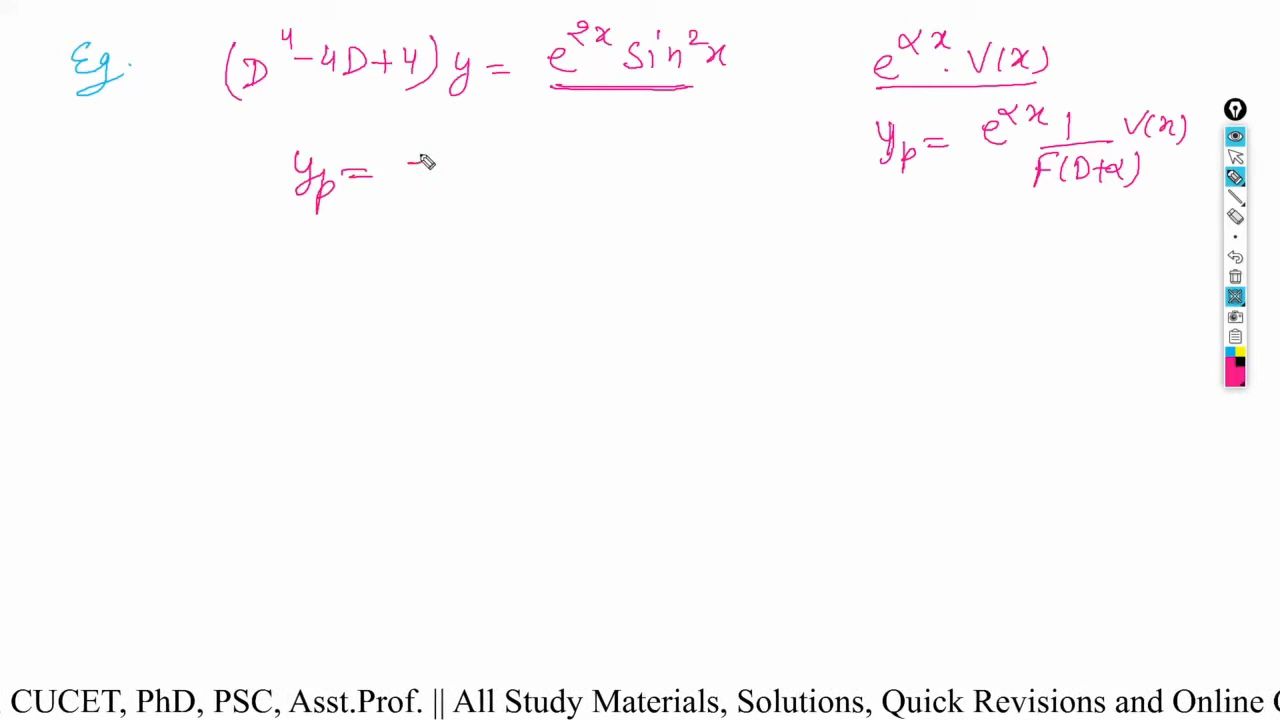 Eg. (D⁴ - 4D + 4) y = e²ˣ Sin²x
e^αx . V(x)
yₚ = e^αx 1/F(D+α) V(x)
yₚ =
CUCET, PhD, PSC, Asst.Prof. || All Study Materials, Solutions, Quick Revisions and Online